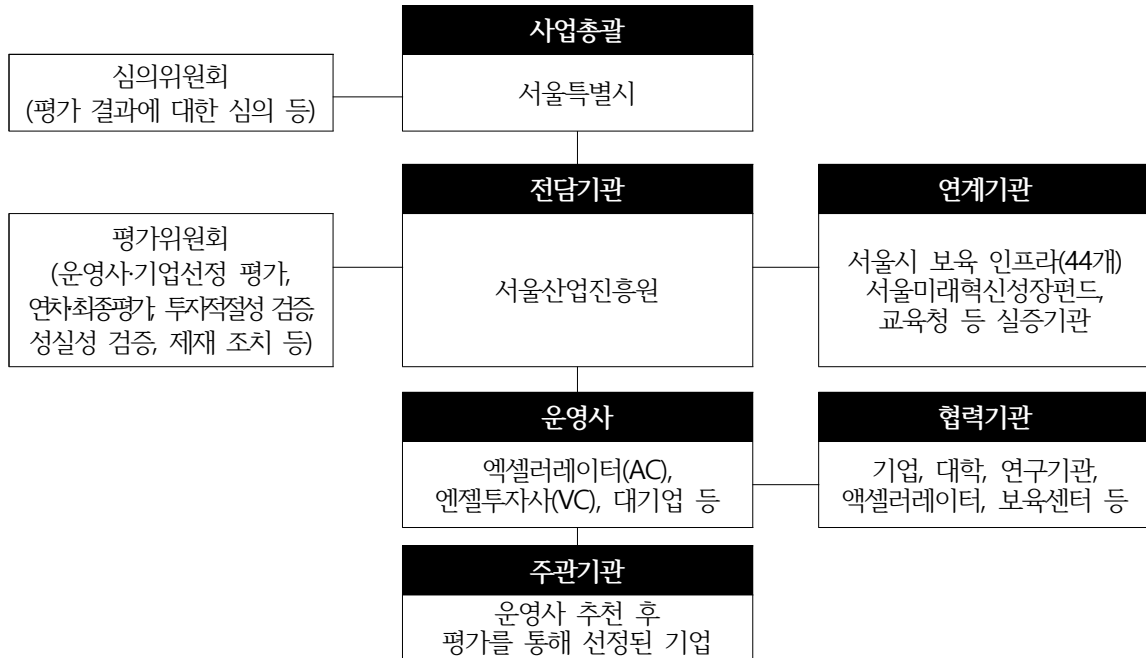 사업총괄
서울특별시
심의위원회
(평가 결과에 대한 심의 등)
전담기관
서울산업진흥원
평가위원회
(운영사·기업선정 평가,
연차·최종평가, 투자적절성 검증,
성실성 검증, 제재 조치 등)
연계기관
서울시 보육 인프라(44개)
서울미래혁신성장펀드,
교육청 등 실증기관
운영사
엑셀러레이터(AC),
엔젤투자사(VC), 대기업 등
협력기관
기업, 대학, 연구기관,
액셀러레이터, 보육센터 등
주관기관
운영사 추천 후
평가를 통해 선정된 기업